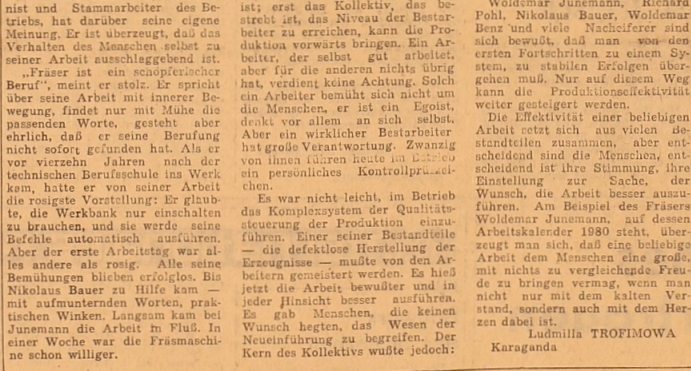 nist und Stammarbeiter des Be-
triebs, hat darüber seine eigene
Meinung. Er ist überzeugt, daß das
Verhalten des Menschen selbst zu
seiner Arbeit ausschlaggebend ist.
„Fräser ist ein schöpferischer
Beruf", meint er stolz. Er spricht
über seine Arbeit mit innerer Be-
wegung, findet nur mit Mühe die
passenden Worte, gesteht aber
ehrlich, daß er seine Berufung
nicht sofort gefunden hat. Als er
vor vierzehn Jahren nach der
technischen Berufsschule ins Werk
kam, hatte er von seiner Arbeit
die rosigste Vorstellung: Er glaub-
te, die Werkbank nur einschalten
zu brauchen, und sie werde seine
Befehle automatisch ausführen.
Aber der erste Arbeitstag war al-
les andere als rosig. Alle seine
Bemühungen blieben erfolglos. Bis
Nikolaus Bauer zu Hilfe kam —
mit aufmunternden Worten, prak-
tischen Winken. Langsam kam bei
Junemann die Arbeit in Fluß. In
einer Woche war die Fräsmaschi-
ne schon williger.
ist; erst das Kollektiv, das be-
strebt ist, das Niveau der Bestar-
beiter zu erreichen, kann die Pro-
duktion vorwärts bringen. Ein Ar-
beiter, der selbst gut arbeitet,
aber für die anderen nichts übrig
hat, verdient keine Achtung. Solch
ein Arbeiter bemüht sich nicht um
die Menschen, er ist ein Egoist,
denkt vor allem an sich selbst.
Aber ein wirklicher Bestarbeiter
hat große Verantwortung. Zwanzig
von ihnen führen heute im Betrieb
ein persönliches Kontrollprüfzei-
chen.
Es war nicht leicht, im Betrieb
das Komplexsystem der Qualitäts-
steuerung der Produktion einzu-
führen. Einer seiner Bestandteile
— die defektlose Herstellung der
Erzeugnisse — mußte von den Ar-
beitern gemeistert werden. Es hieß
jetzt die Arbeit bewußter und in
jeder Hinsicht besser ausführen.
Es gab Menschen, die keinen
Wunsch hegten, das Wesen der
Neueinführung zu begreifen. Der
Kern des Kollektivs wußte jedoch:
Woldemar Junemann, Richard
Pohl, Nikolaus Bauer, Woldemar
Benz und viele Nacheiferer sind
sich bewußt, daß man von den
ersten Fortschritten zu einem Sy-
stem, zu stabilen Erfolgen über-
gehen muß. Nur auf diesem Weg
kann die Produktionseffektivität
weiter gesteigert werden.
Die Effektivität einer beliebigen
Arbeit setzt sich aus vielen Be-
standteilen zusammen, aber ent-
scheidend sind die Menschen, ent-
scheidend ist ihre Stimmung, ihre
Einstellung zur Sache, der
Wunsch, die Arbeit besser auszu-
führen. Am Beispiel des Fräsers
Woldemar Junemann, auf dessen
Arbeitskalender 1980 steht, über-
zeugt man sich, daß eine beliebige
Arbeit dem Menschen eine große,
mit nichts zu vergleichende Freu-
de zu bringen vermag, wenn man
nicht nur mit dem kalten Ver-
stand, sondern auch mit dem Her-
zen dabei ist.
Ludmilla TROFIMOWA
Karaganda